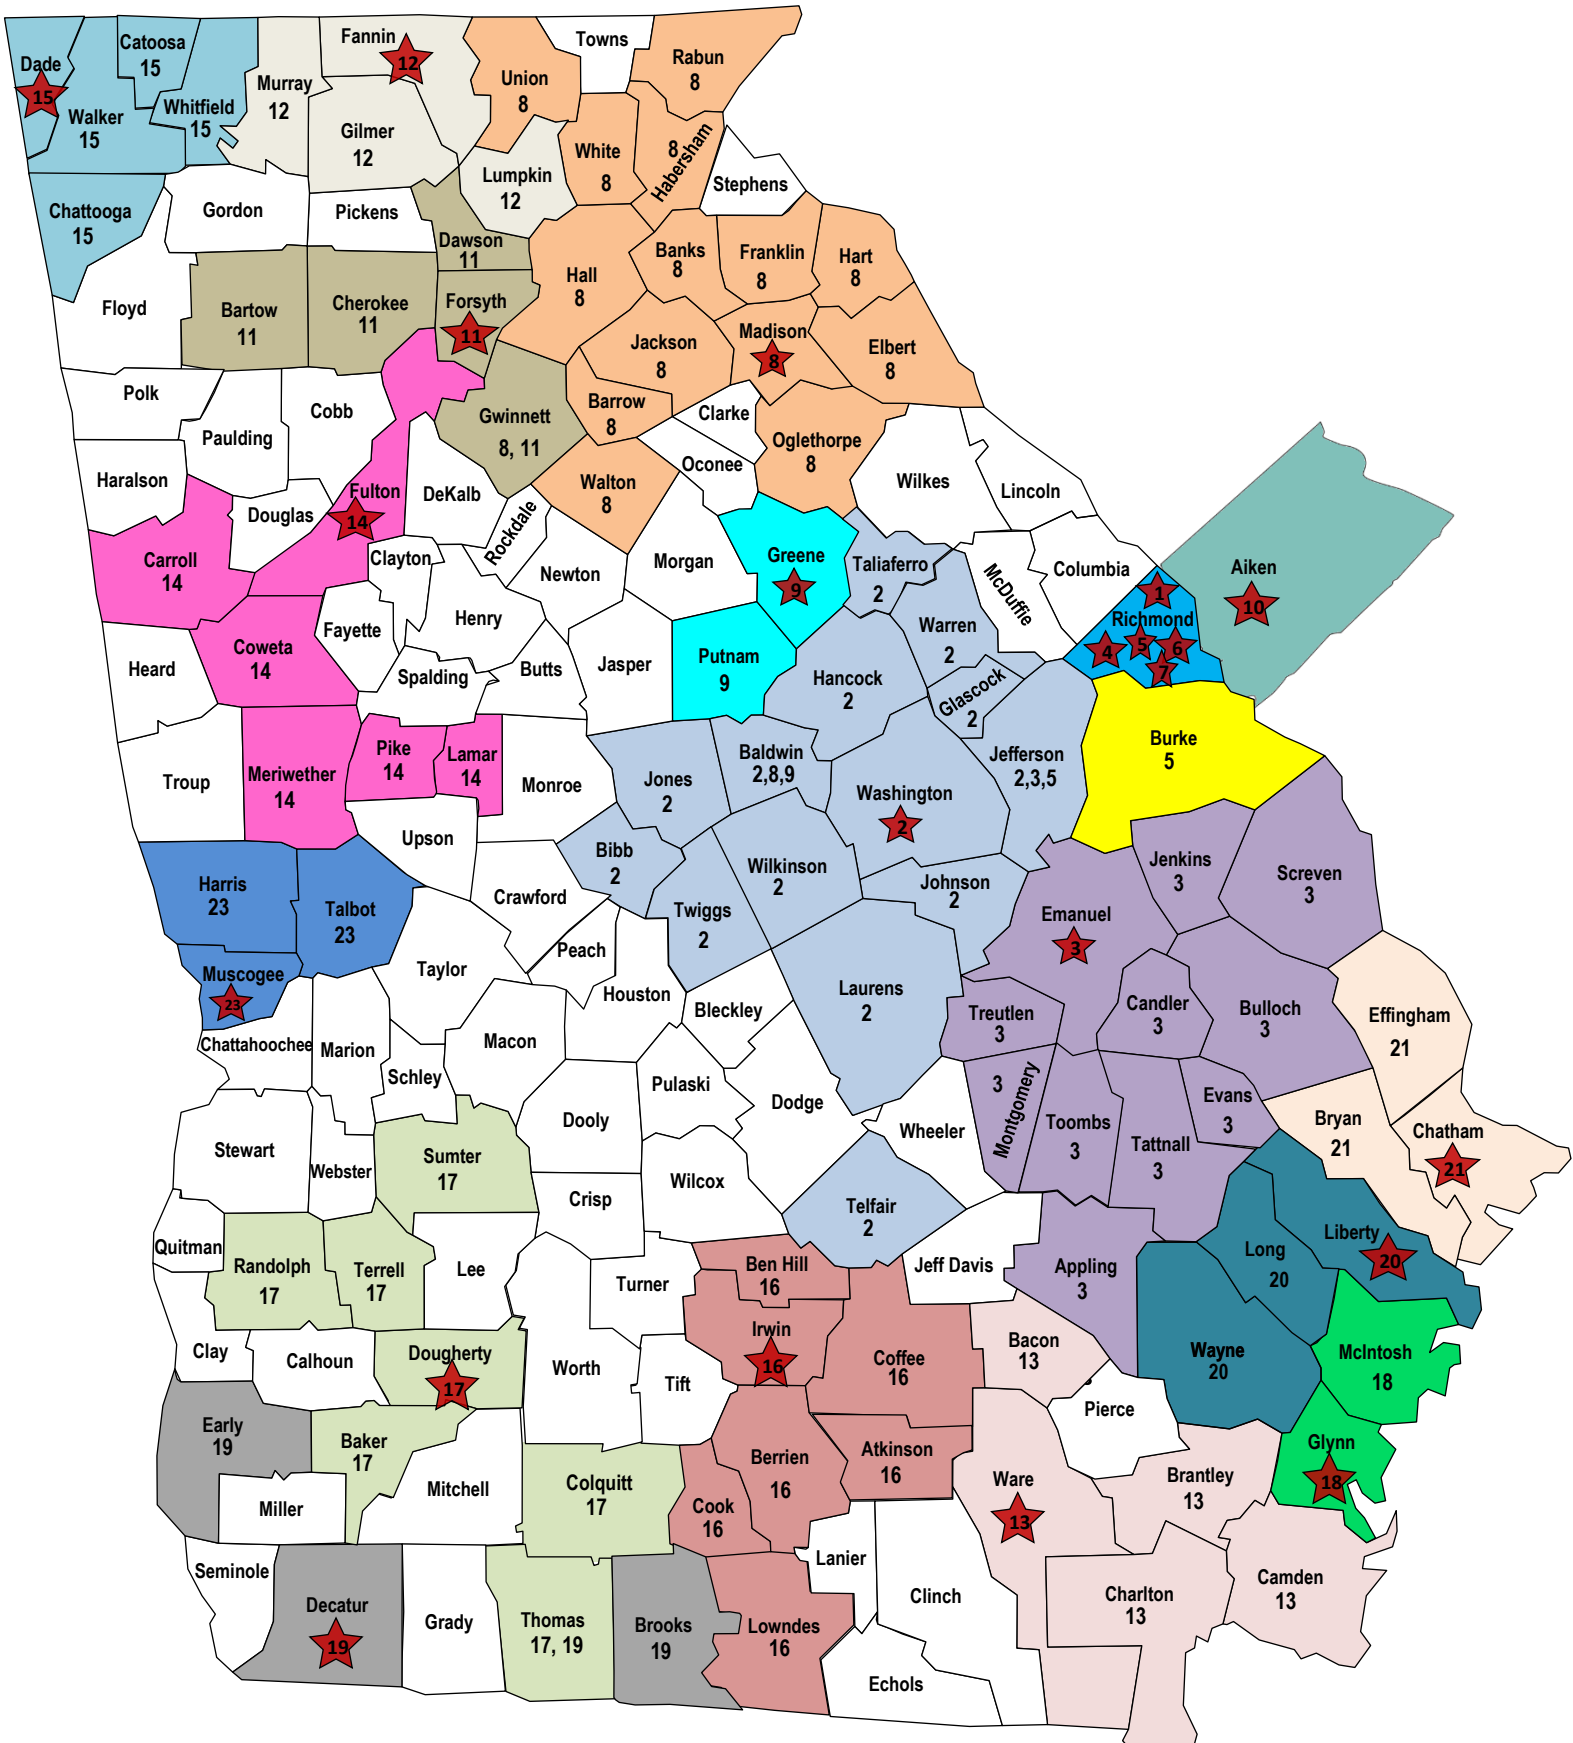 Towns
Fannin
12
Catoosa
15
Dade
15
Rabun
8
Union
8
Murray
12
Whitfield
15
Walker
15
Gilmer
12
White
8
8
Habersham
Lumpkin
12
Stephens
Chattooga
15
Gordon
Pickens
Dawson
11
Banks
8
Franklin
8
Hart
8
Hall
8
Floyd
Bartow
11
Cherokee
11
Forsyth
11
Madison
8
Jackson
8
Elbert
8
Polk
Cobb
Paulding
Gwinnett
8, 11
Barrow
8
Clarke
Oglethorpe
8
Oconee
Haralson
Fulton
14
DeKalb
Walton
8
Wilkes
Lincoln
Douglas
Rockdale
Carroll
14
Clayton
Newton
Morgan
Greene
9
Taliaferro
2
McDuffie
Columbia
Aiken
10
1
Richmond
4
5
6
7
Heard
Coweta
14
Fayette
Henry
Spalding
Butts
Jasper
Putnam
9
Hancock
2
Warren
2
Glascock
2
Troup
Meriwether
14
Pike
14
Lamar
14
Monroe
Jones
2
Baldwin
2,8,9
Washington
2
Jefferson
2,3,5
Burke
5
Upson
Bibb
2
Wilkinson
2
Johnson
2
Jenkins
3
Screven
3
Harris
23
Talbot
23
Crawford
Twiggs
2
Emanuel
3
Peach
Muscogee
23
Taylor
Houston
Bleckley
Laurens
2
Treutlen
3
Candler
3
Bulloch
3
Effingham
21
Chattahoochee
Marion
Macon
Schley
Pulaski
Dodge
3
Montgomery
Toombs
3
Tattnall
3
Evans
3
Bryan
21
Chatham
21
Dooly
Wheeler
Stewart
Webster
Sumter
17
Crisp
Wilcox
Telfair
2
Quitman
Randolph
17
Terrell
17
Lee
Turner
Ben Hill
16
Jeff Davis
Appling
3
Long
20
Liberty
20
Clay
Calhoun
Dougherty
17
Worth
Tift
Irwin
16
Coffee
16
Bacon
13
Wayne
20
McIntosh
18
Pierce
Early
19
Baker
17
Mitchell
Colquitt
17
Cook
16
Berrien
16
Atkinson
16
Ware
13
Brantley
13
Glynn
18
Miller
Seminole
Decatur
19
Grady
Thomas
17, 19
Brooks
19
Lowndes
16
Lanier
Clinch
Echols
Charlton
13
Camden
13